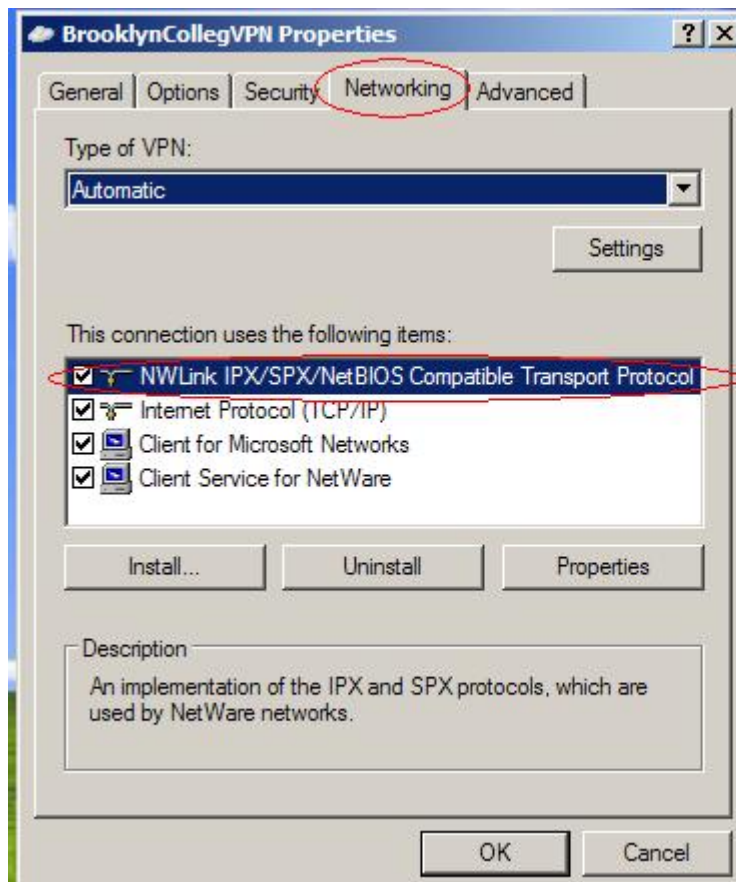 BrooklynCollegVPN Properties
General Options Security Networking Advanced
Type of VPN:
Automatic
Settings
This connection uses the following items:
NWLink IPX/SPX/NetBIOS Compatible Transport Protocol
Internet Protocol (TCP/IP)
Client for Microsoft Networks
Client Service for NetWare
Install... Uninstall Properties
Description
An implementation of the IPX and SPX protocols, which are
used by NetWare networks.
OK Cancel